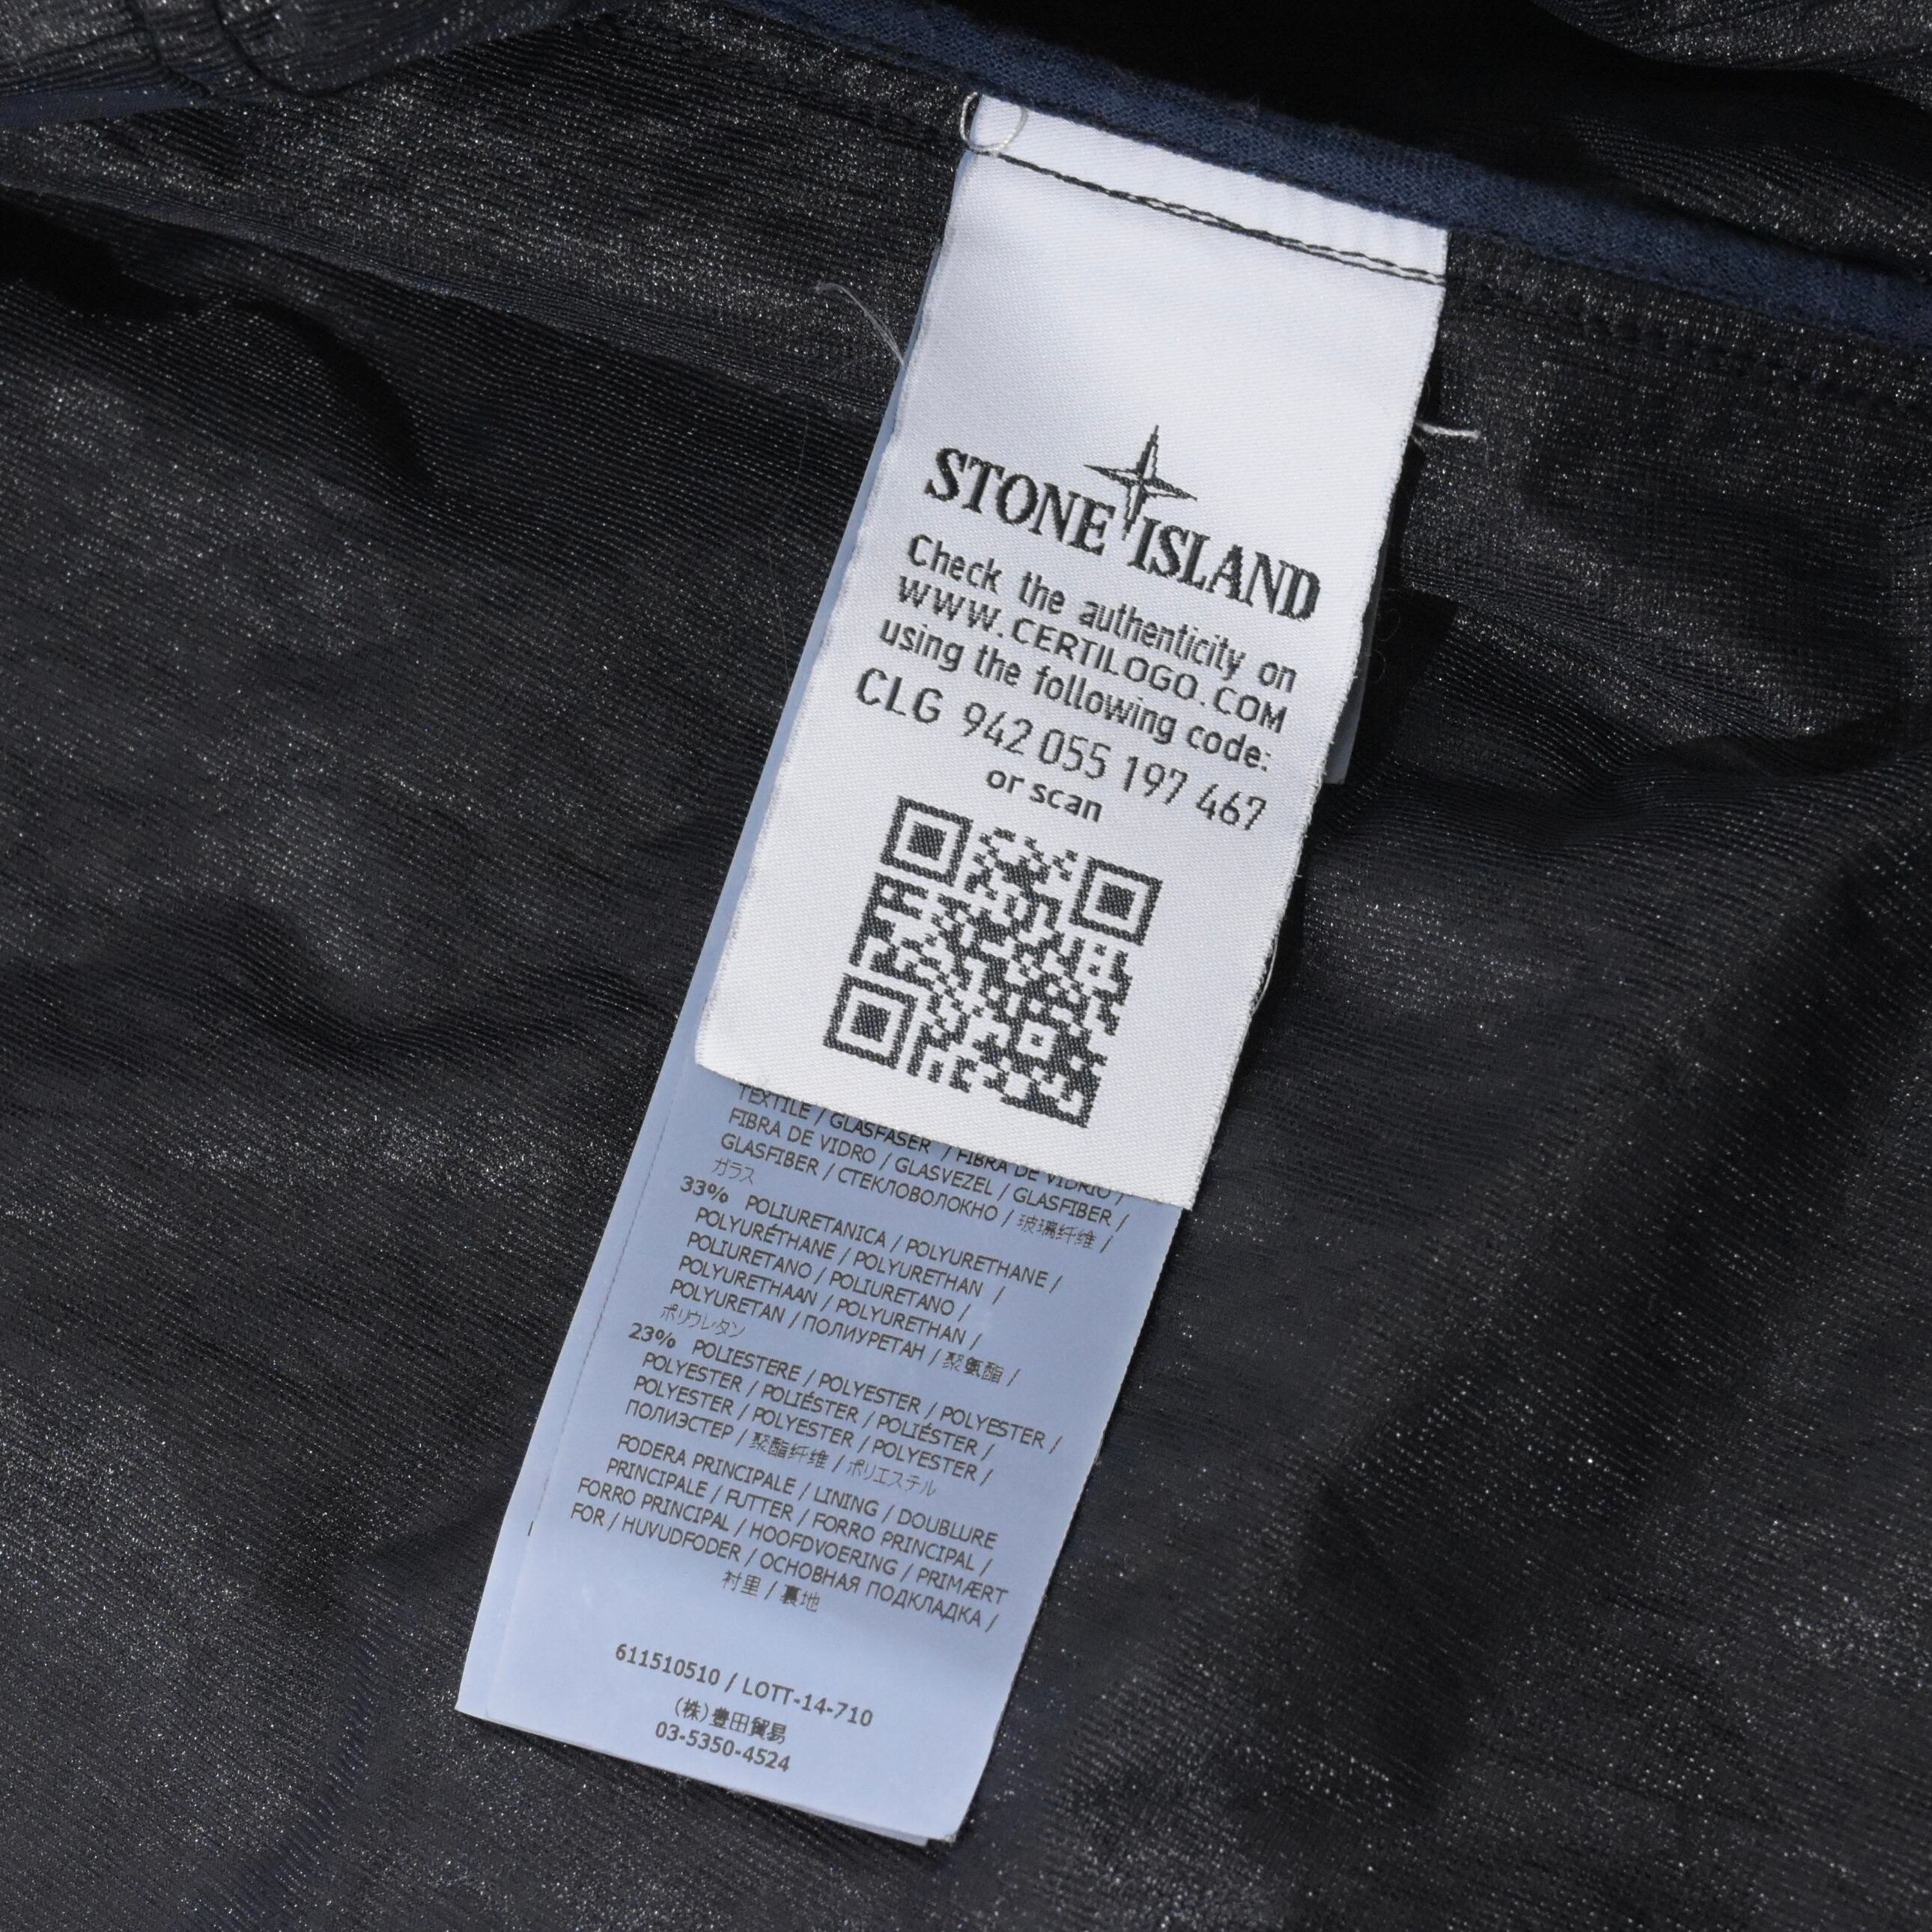 STONE ISLAND
Check the authenticity on
WWW.CERTILOGO.COM
using the following code:
CLG 942 055 197 467
or scan
TEXTILE / GLASFASER / FIBRA DE VIDRIO /
FIBRA DE VIDRO / GLASVEZEL / GLASFIBER /
GLASFIBER / СТЕКЛОВОЛОКНО / 玻璃纤维 /
ガラス
33% POLIURETANICA / POLYURETHANE /
POLYURÉTHANE / POLYURETHAN /
POLIURETANO / POLIURETANO /
POLYURETHAAN / POLYURETHAN /
POLYURETAN / ПОЛИУРЕТАН / 聚氨酯 /
ポリウレタン
23% POLIESTERE / POLYESTER / POLYESTER /
POLYESTER / POLIÉSTER / POLIÉSTER /
POLYESTER / POLYESTER / POLYESTER /
ПОЛИЭСТЕР / 聚酯纤维 / ポリエステル
FODERA PRINCIPALE / LINING / DOUBLURE
PRINCIPALE / FUTTER / FORRO PRINCIPAL /
FORRO PRINCIPAL / HOOFDVOERING / PRIMÆRT
FOR / HUVUDFODER / ОСНОВНАЯ ПОДКЛАДКА /
衬里 / 裏地
611510510 / LOTT-14-710
(株)豊田貿易
03-5350-4524